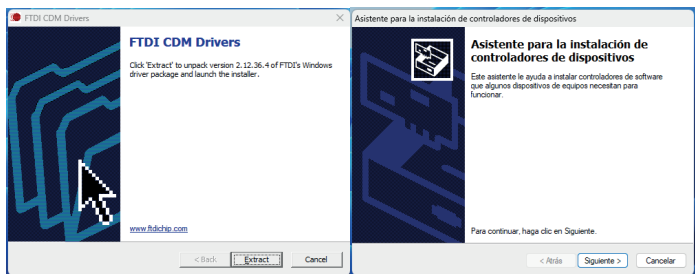 FTDI CDM Drivers
FTDI CDM Drivers
Click 'Extract' to unpack version 2.12.36.4 of FTDI's Windows
driver package and launch the installer.
www.ftdichip.com
< Back
Extract
Cancel
Asistente para la instalación de controladores de dispositivos
Asistente para la instalación de
controladores de dispositivos
Este asistente le ayuda a instalar controladores de software
que algunos dispositivos de equipos necesitan para
funcionar.
Para continuar, haga clic en Siguiente.
< Atrás
Siguiente >
Cancelar